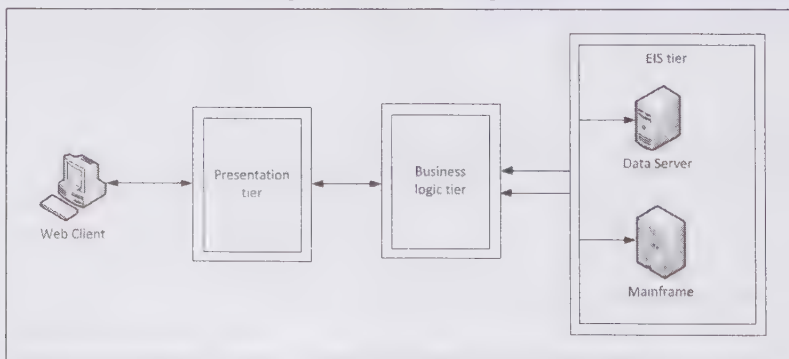 Web Client
Presentation
tier
Business
logic tier
EIS tier
Data Server
Mainframe